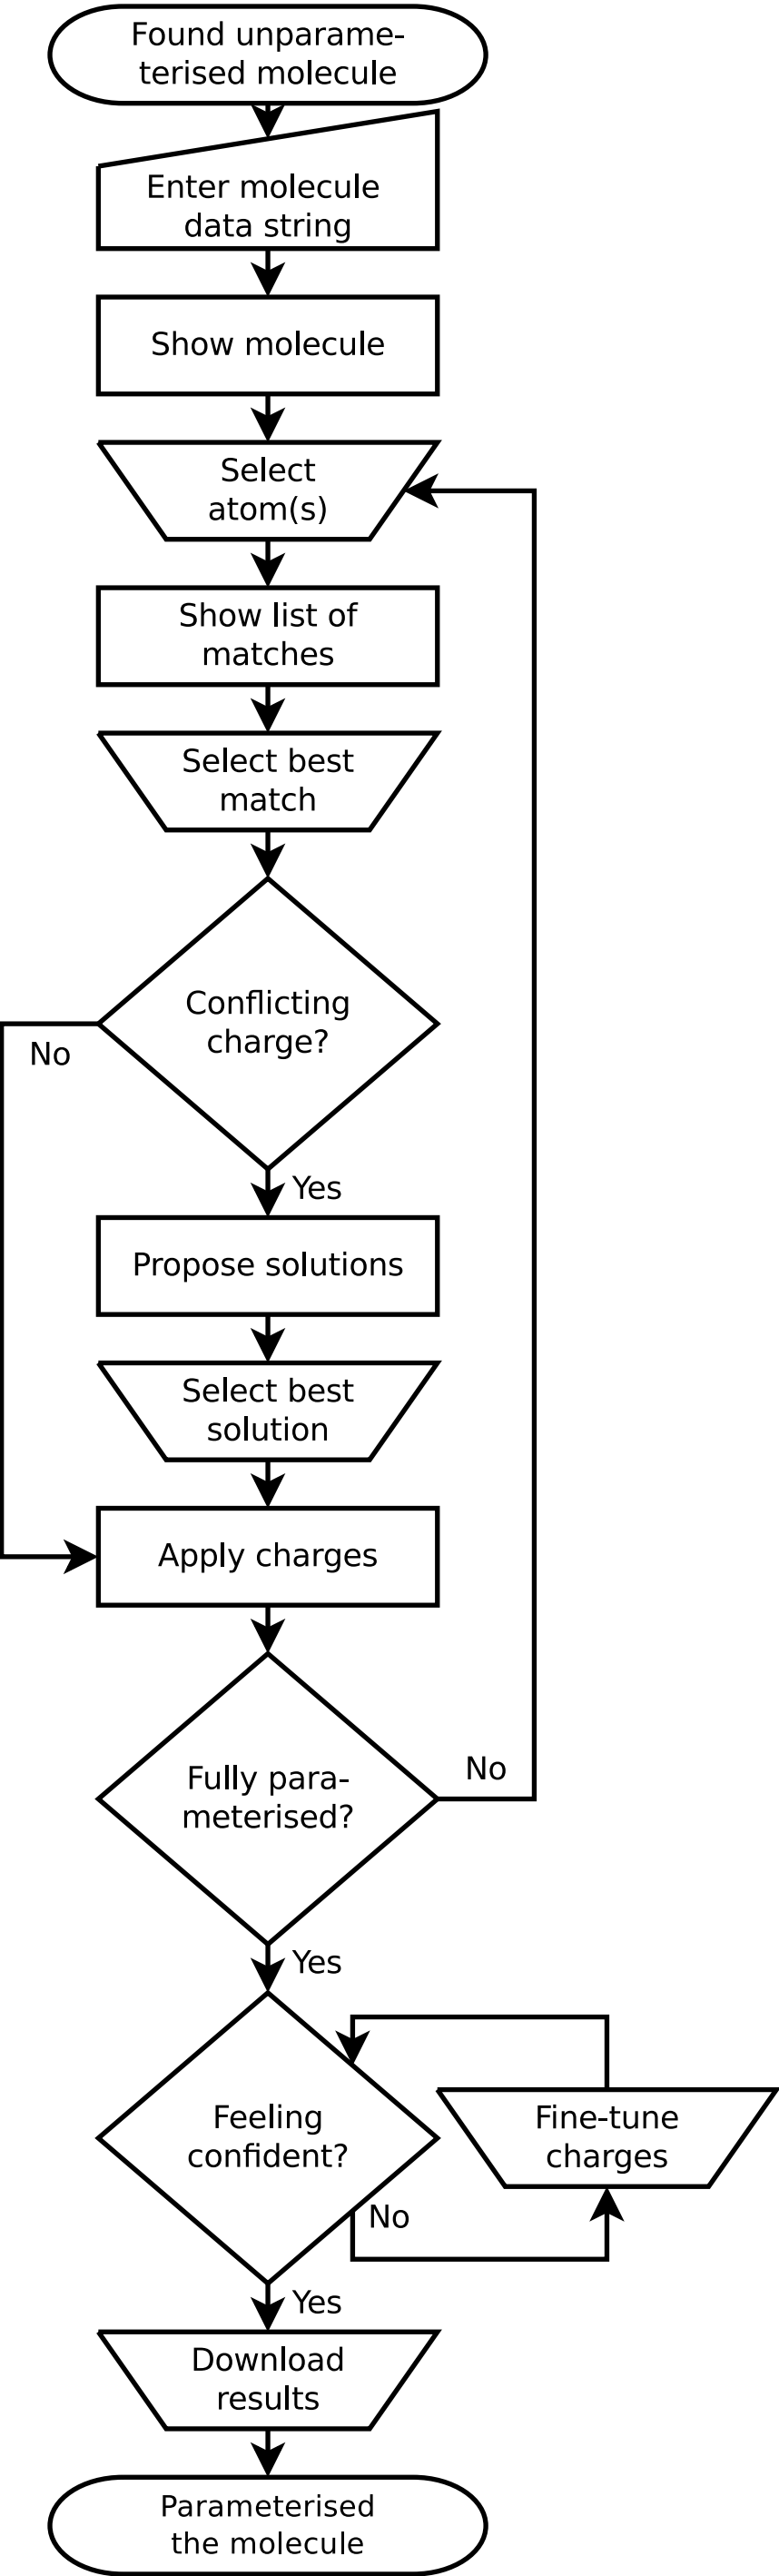 Found unparame-
terised molecule
Enter molecule
data string
Show molecule
Select
atom(s)
Show list of
matches
Select best
match
Conflicting
charge?
No
Yes
Propose solutions
Select best
solution
Apply charges
Fully para-
meterised?
No
Yes
Feeling
confident?
Fine-tune
charges
No
Yes
Download
results
Parameterised
the molecule